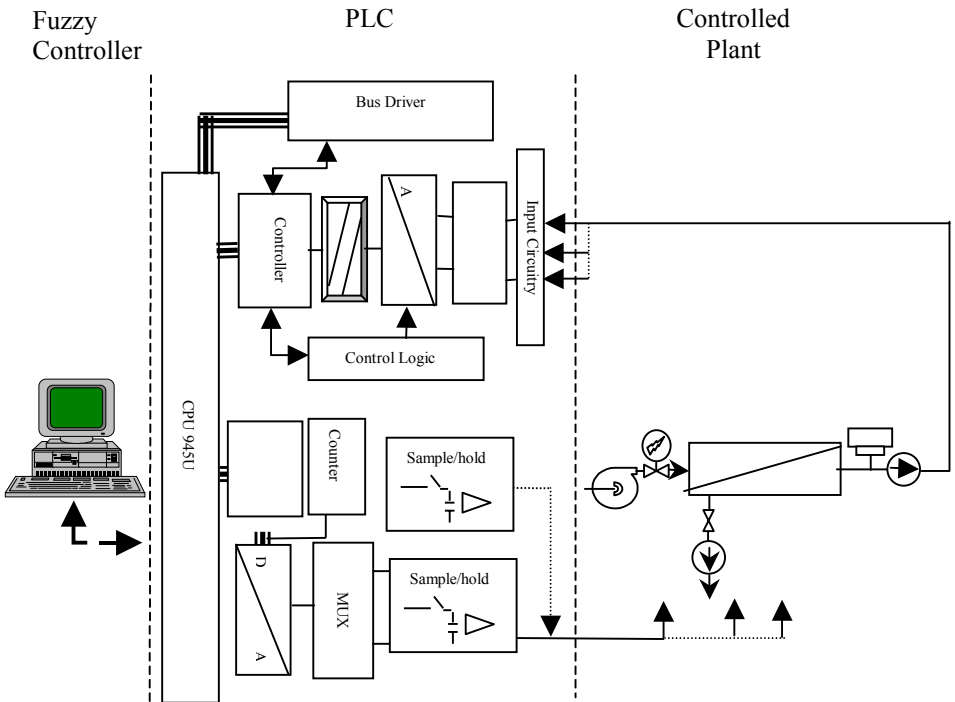 Fuzzy
Controller
PLC
Controlled
Plant
Bus Driver
Controller
A
Input Circuitry
Control Logic
CPU 945U
Counter
Sample/hold
D
A
MUX
Sample/hold